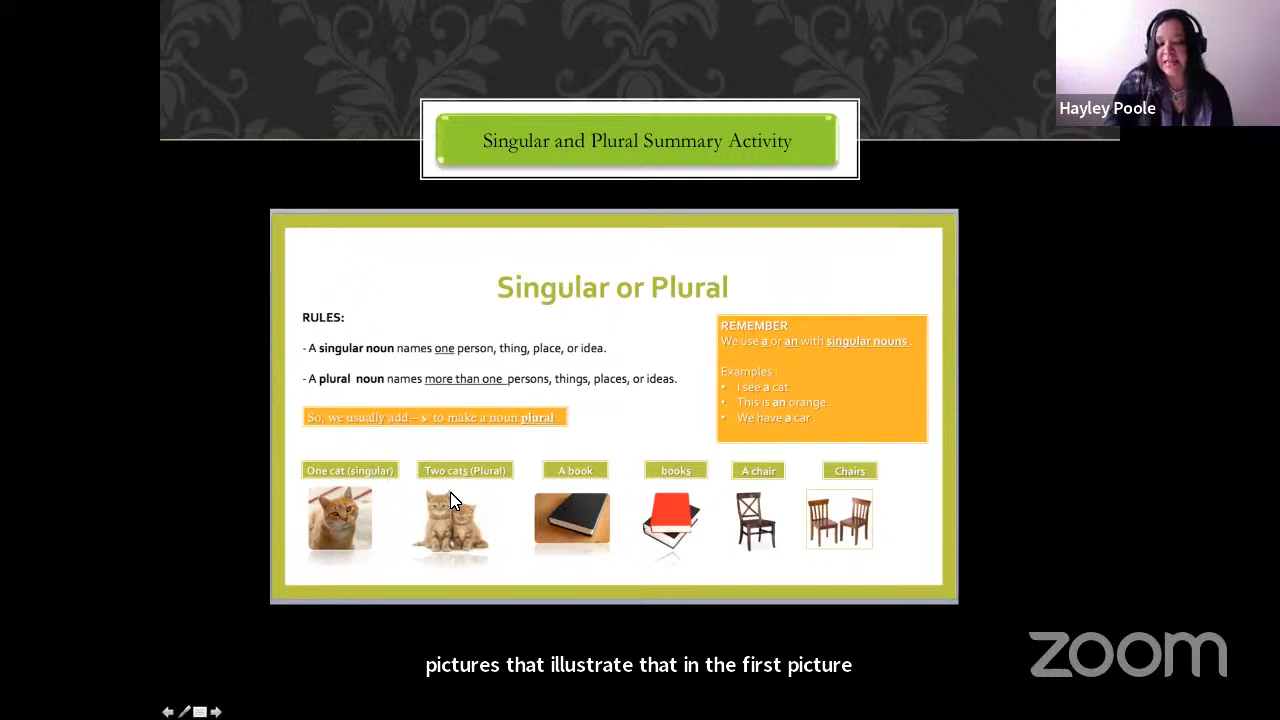 Hayley Poole
Singular and Plural Summary Activity
Singular or Plural
RULES:
- A singular noun names one person, thing, place, or idea.
- A plural noun names more than one persons, things, places, or ideas.
So, we usually add – s to make a noun plural .
REMEMBER
We use a or an with singular nouns .
Examples :
• I see a cat.
• This is an orange .
• We have a car .
One cat (singular)
Two cats (Plural)
A book
books
A chair
Chairs
pictures that illustrate that in the first picture
zoom